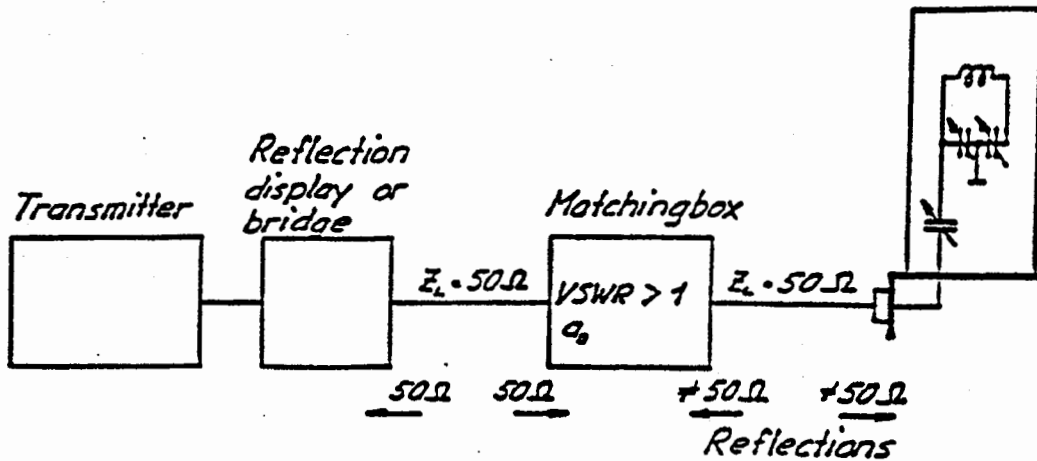 Transmitter
Reflection
display or
bridge
Matchingbox
Z_L = 50Ω
VSWR > 1
a_o
Z_L = 50Ω
50Ω
50Ω
≠50Ω
≠50Ω
Reflections